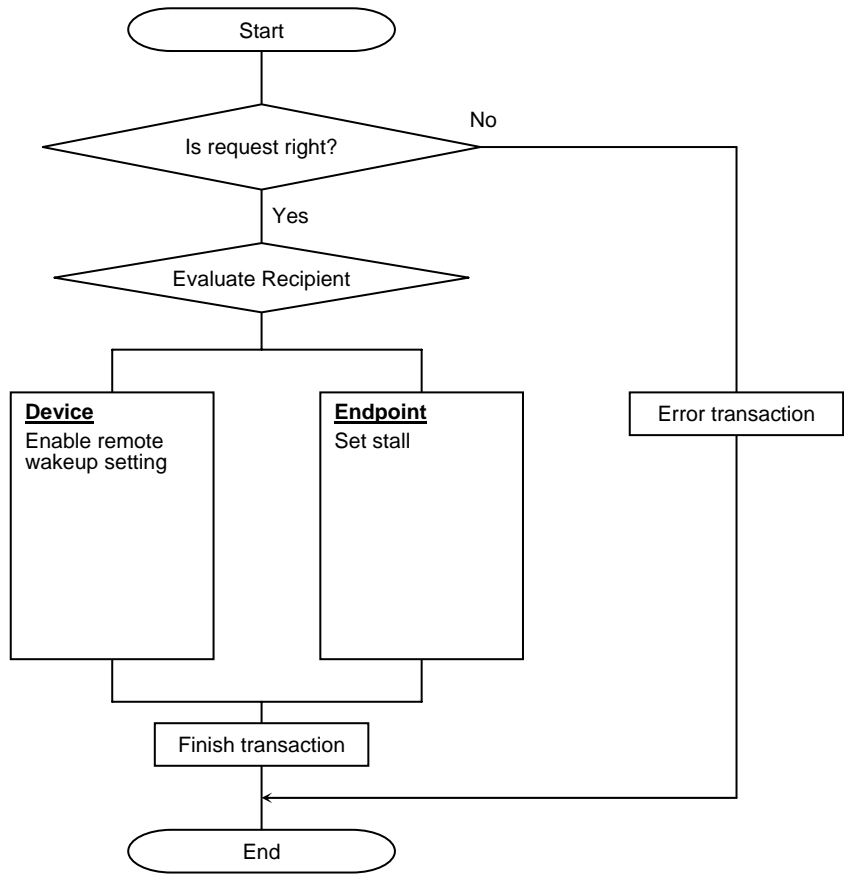 Start
Is request right?
No
Yes
Evaluate Recipient
Device
Enable remote
wakeup setting
Endpoint
Set stall
Error transaction
Finish transaction
End